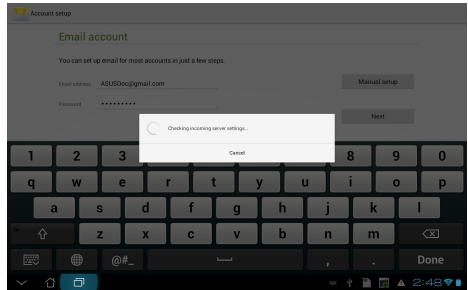 Account setup
Email account
You can set up email for most accounts in just a few steps.
Email address ASUSDoc@gmail.com Manual setup
Password •••••••••
Next
Checking incoming server settings...
Cancel
1 2 3 8 9 0
q w e r t y u i o p
a s d f g h j k l
z x c v b n m
@#_ , . Done
2:48